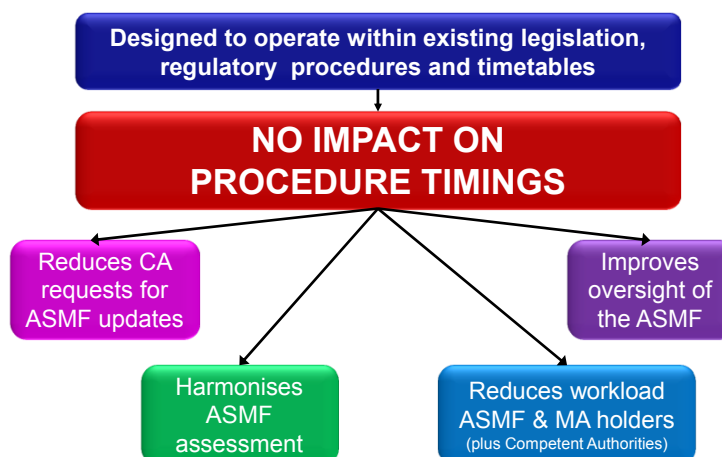 Designed to operate within existing legislation,
regulatory procedures and timetables
NO IMPACT ON
PROCEDURE TIMINGS
Reduces CA
requests for
ASMF updates
Improves
oversight of
the ASMF
Harmonises
ASMF
assessment
Reduces workload
ASMF & MA holders
(plus Competent Authorities)